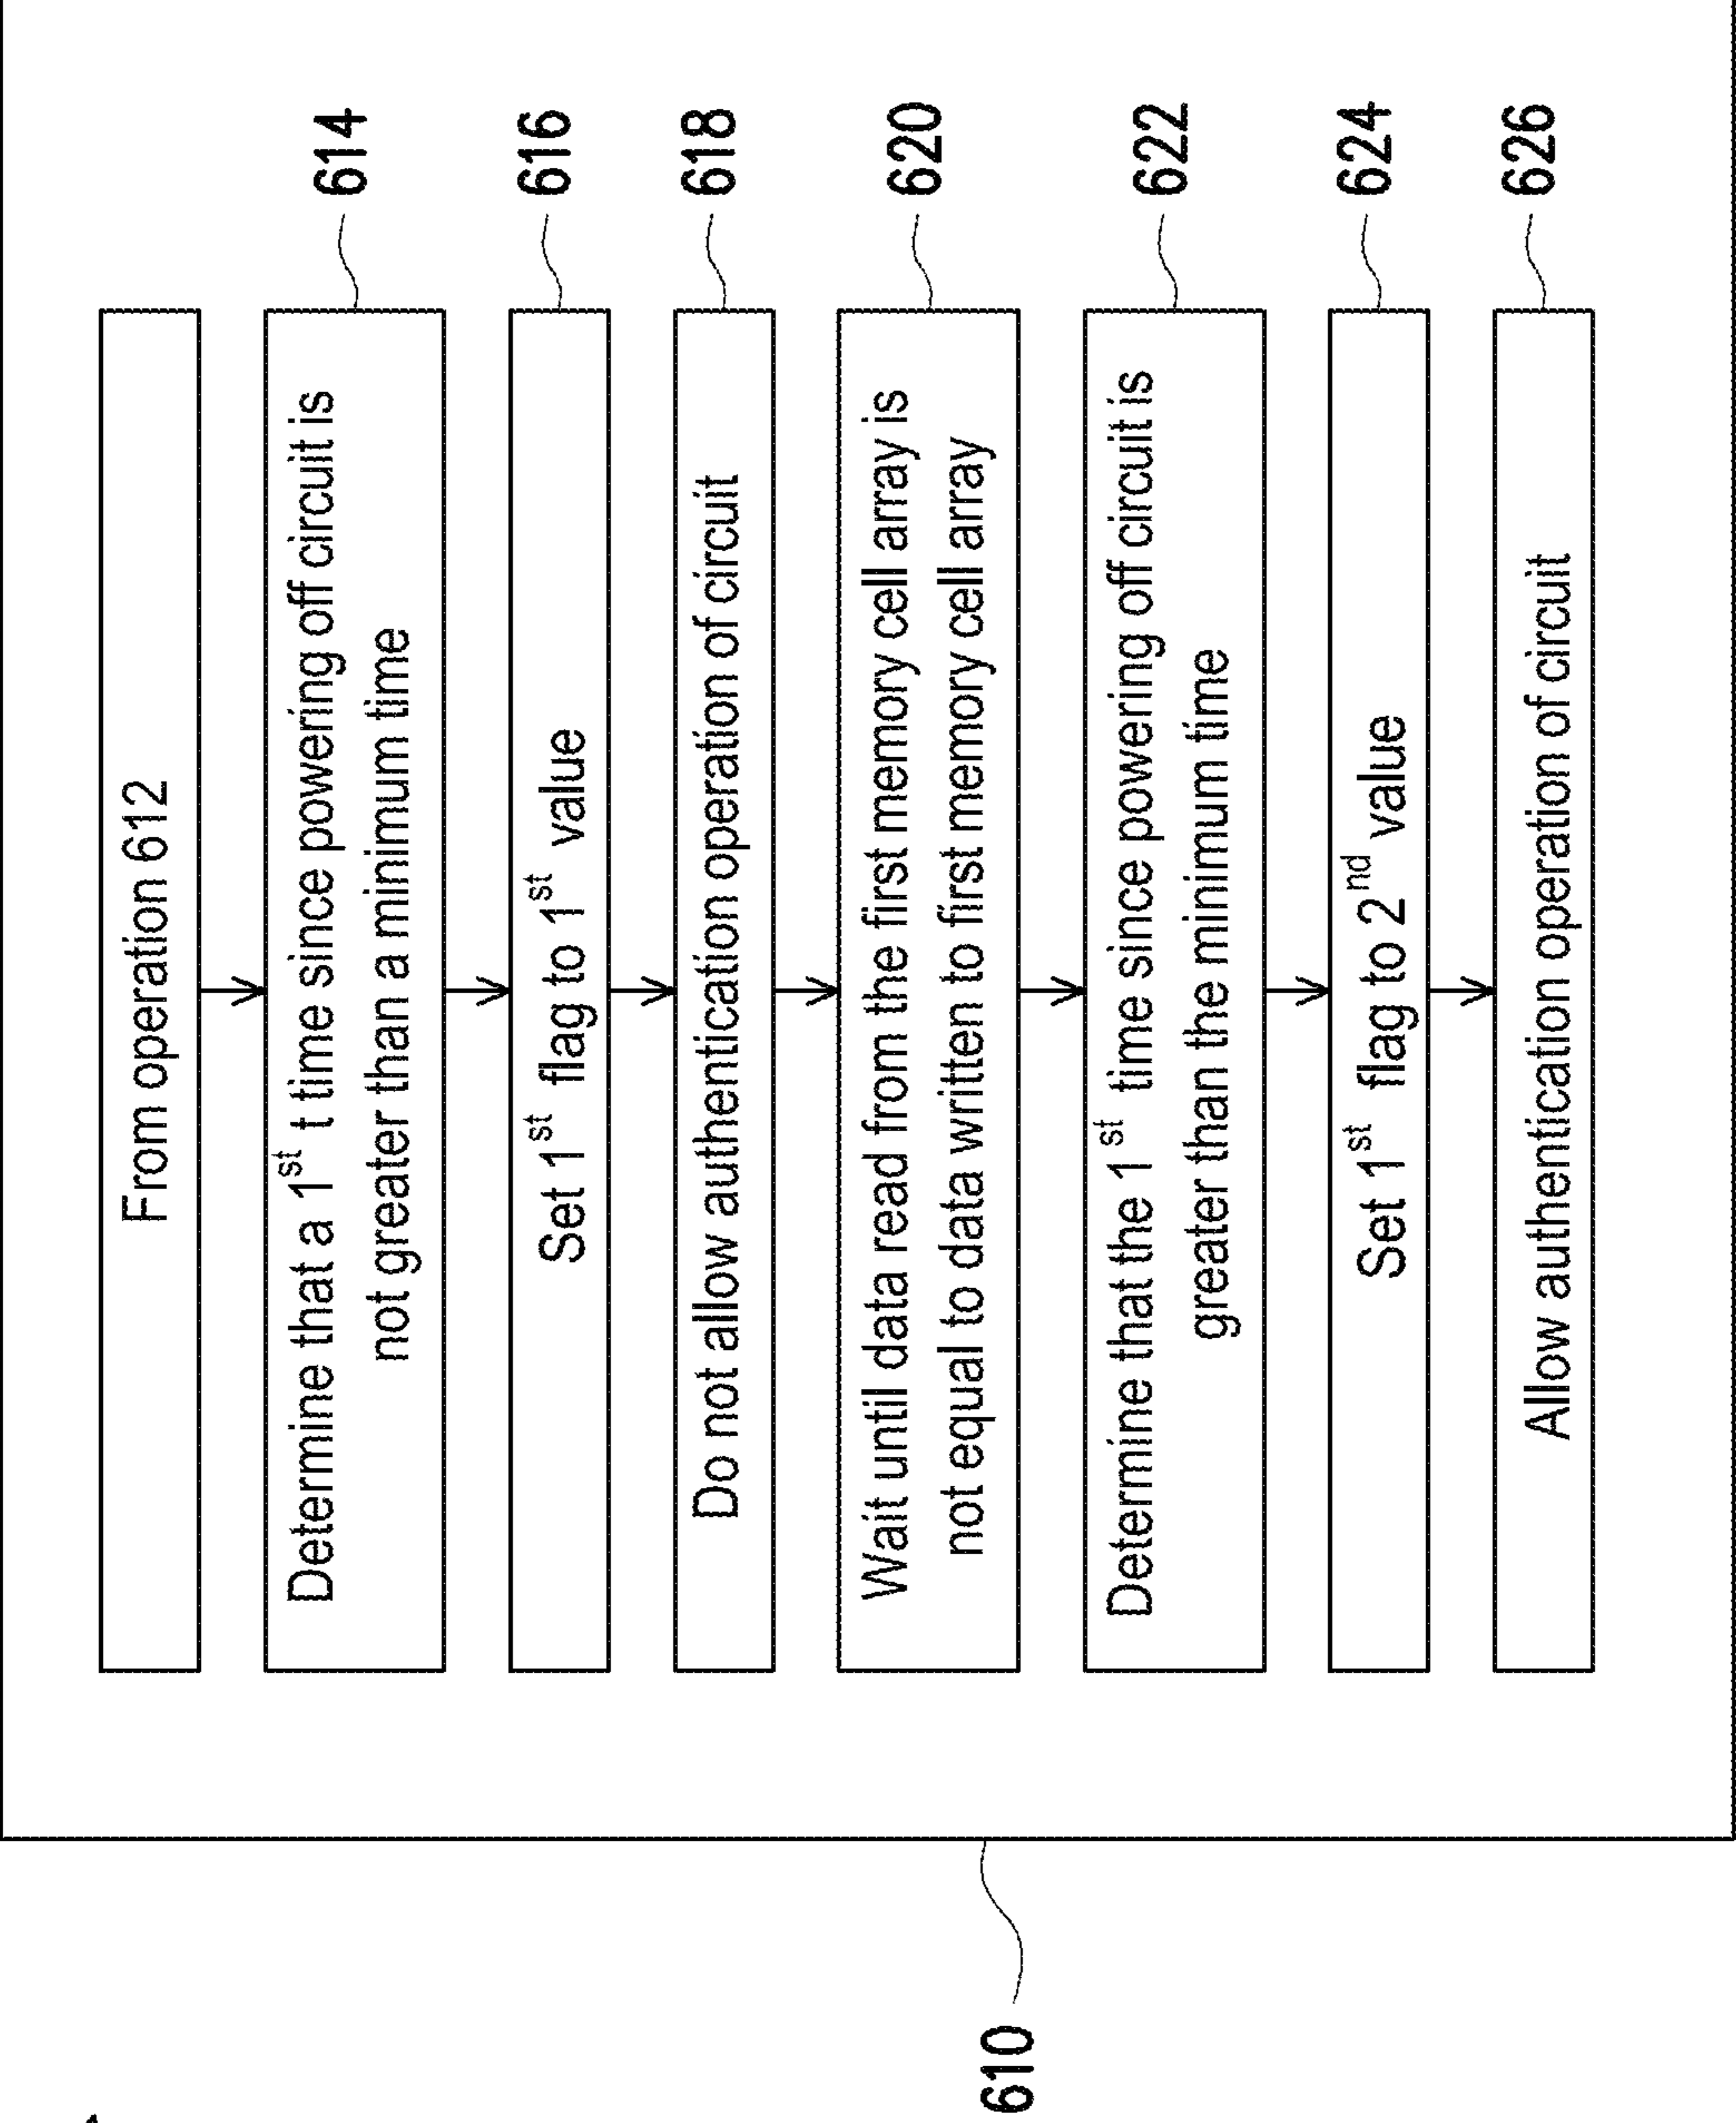 From operation 612
Determine that a 1st t time since powering off circuit is
not greater than a minimum time
614
Set 1st flag to 1st value
616
Do not allow authentication operation of circuit
618
Wait until data read from the first memory cell array is
not equal to data written to first memory cell array
620
Determine that the 1st time since powering off circuit is
greater than the minimum time
622
Set 1st flag to 2nd value
624
Allow authentication operation of circuit
626
610